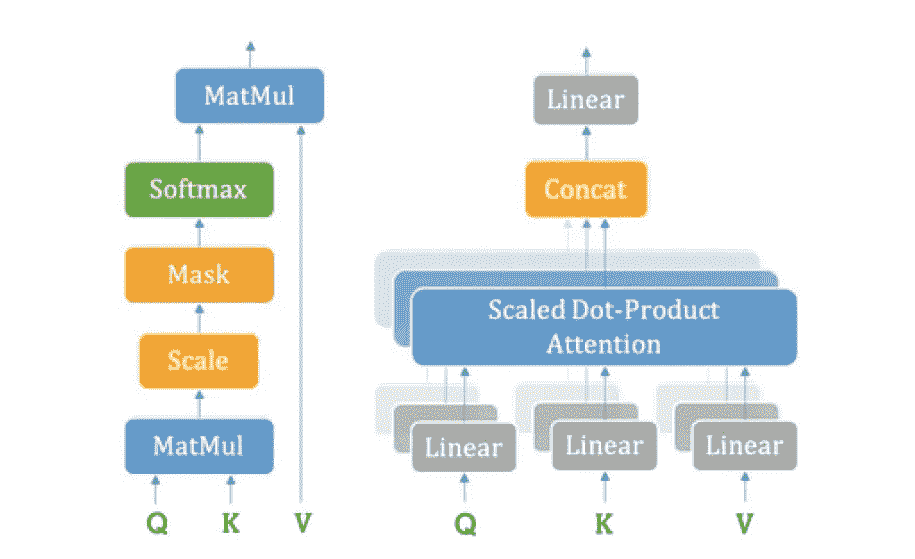 MatMul
Softmax
Mask
Scale
MatMul
Q K V
Linear
Concat
Scaled Dot-Product
Attention
Linear Linear Linear
Q K V